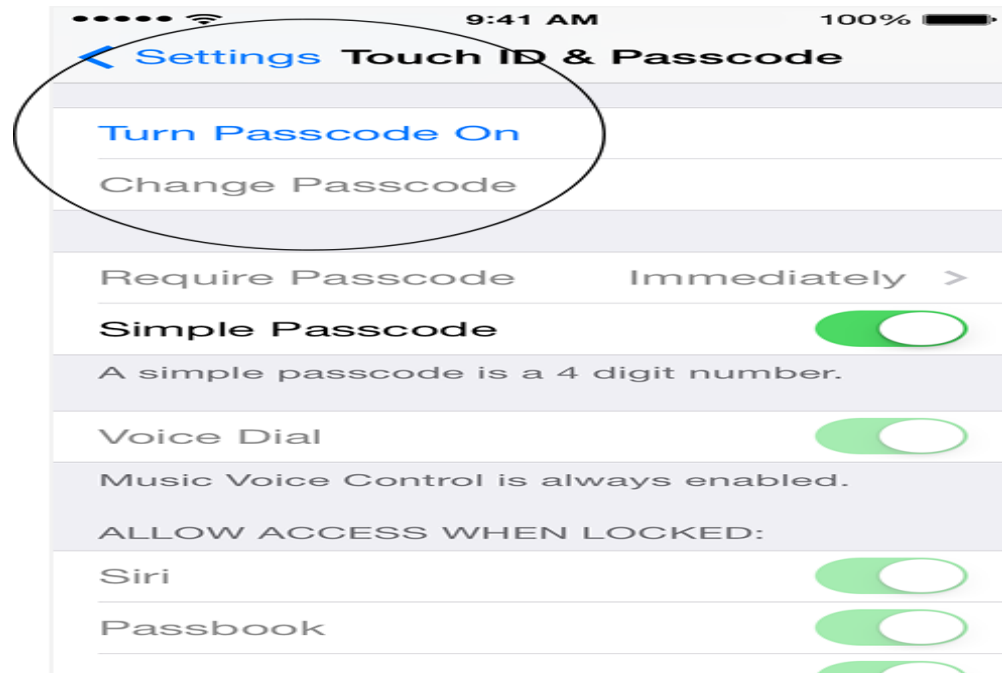 9:41 AM 100%
Settings Touch ID & Passcode
Turn Passcode On
Change Passcode
Require Passcode Immediately >
Simple Passcode
A simple passcode is a 4 digit number.
Voice Dial
Music Voice Control is always enabled.
ALLOW ACCESS WHEN LOCKED:
Siri
Passbook